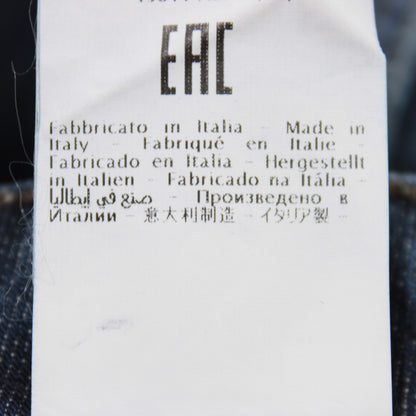 EAC
Fabbricato in Italia - Made in
Italy - Fabriqué en Italie -
Fabricado en Italia - Hergestellt
in Italien - Fabricado na Itália -
صنع في إيطاليا - Произведено в
Италии - 意大利制造 - イタリア製 -